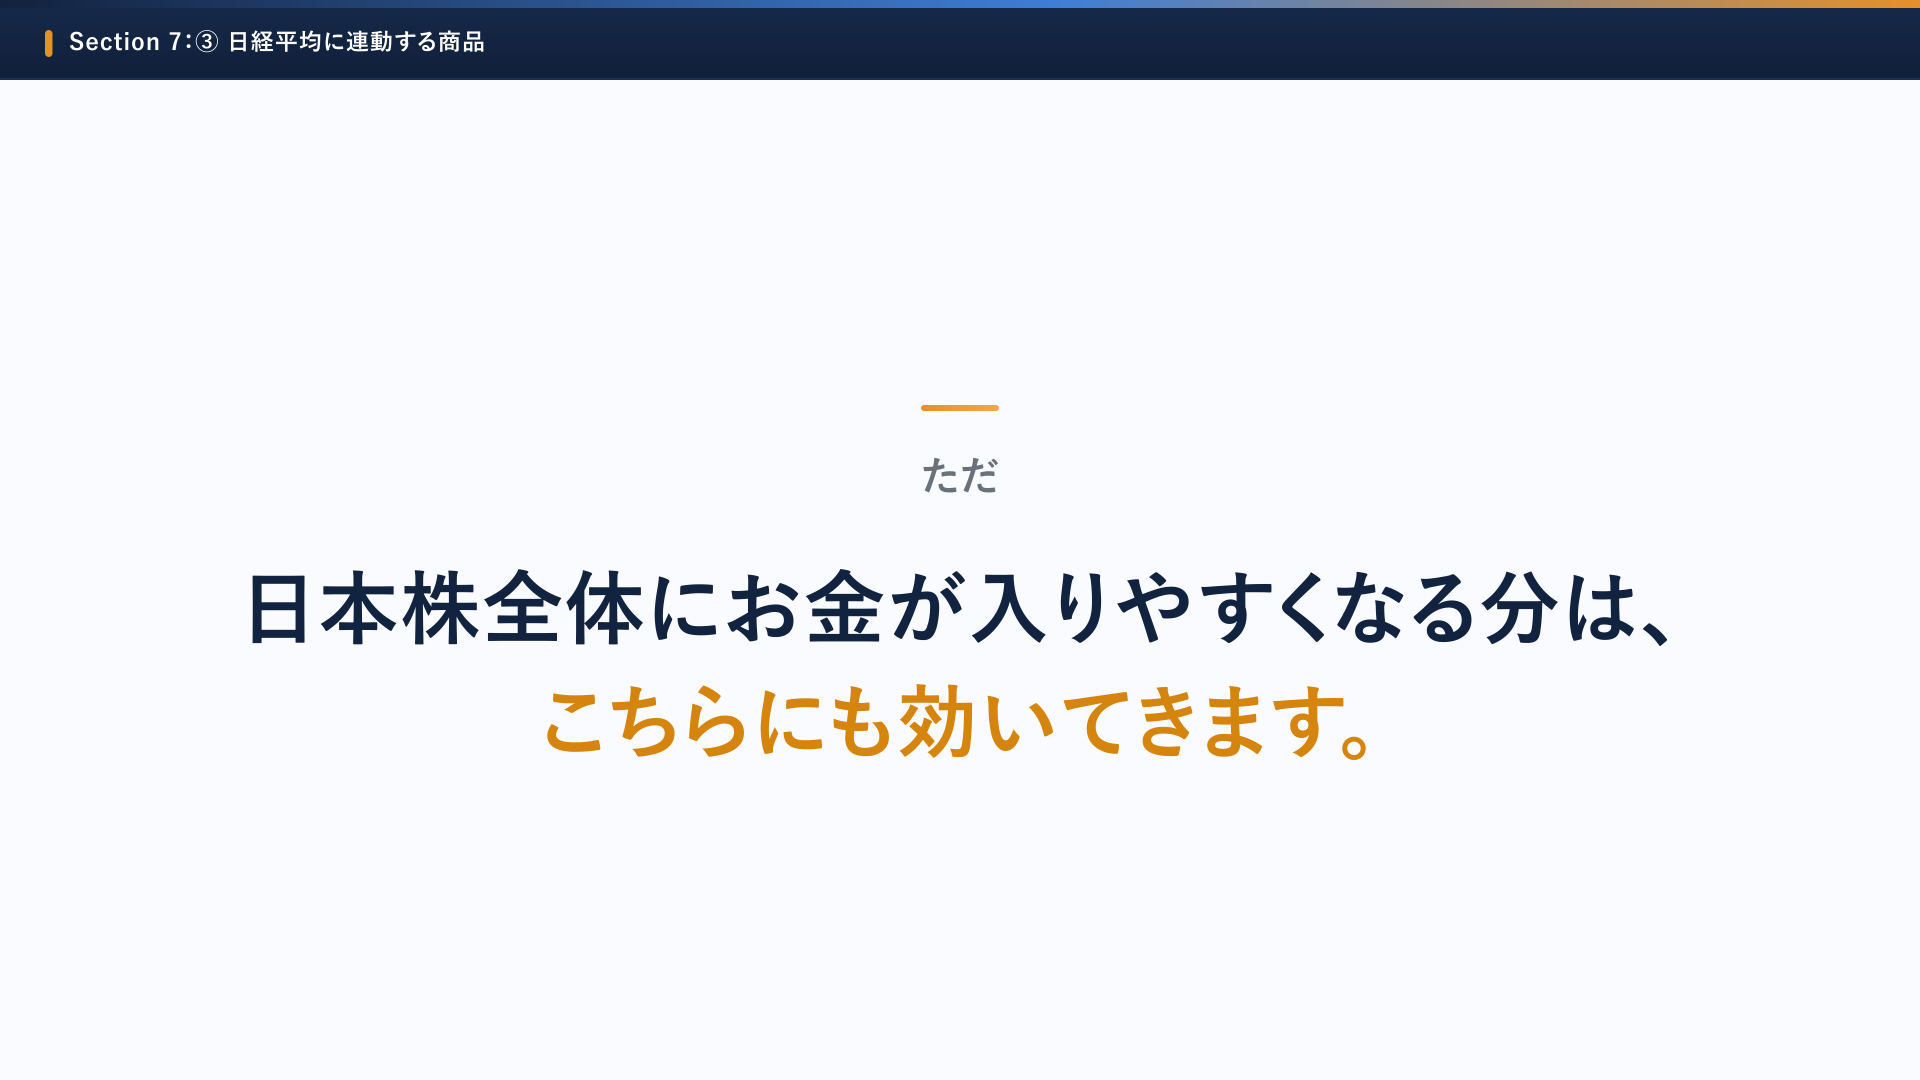 Section 7：③ 日経平均に連動する商品
ただ
日本株全体にお金が入りやすくなる分は、
こちらにも効いてきます。